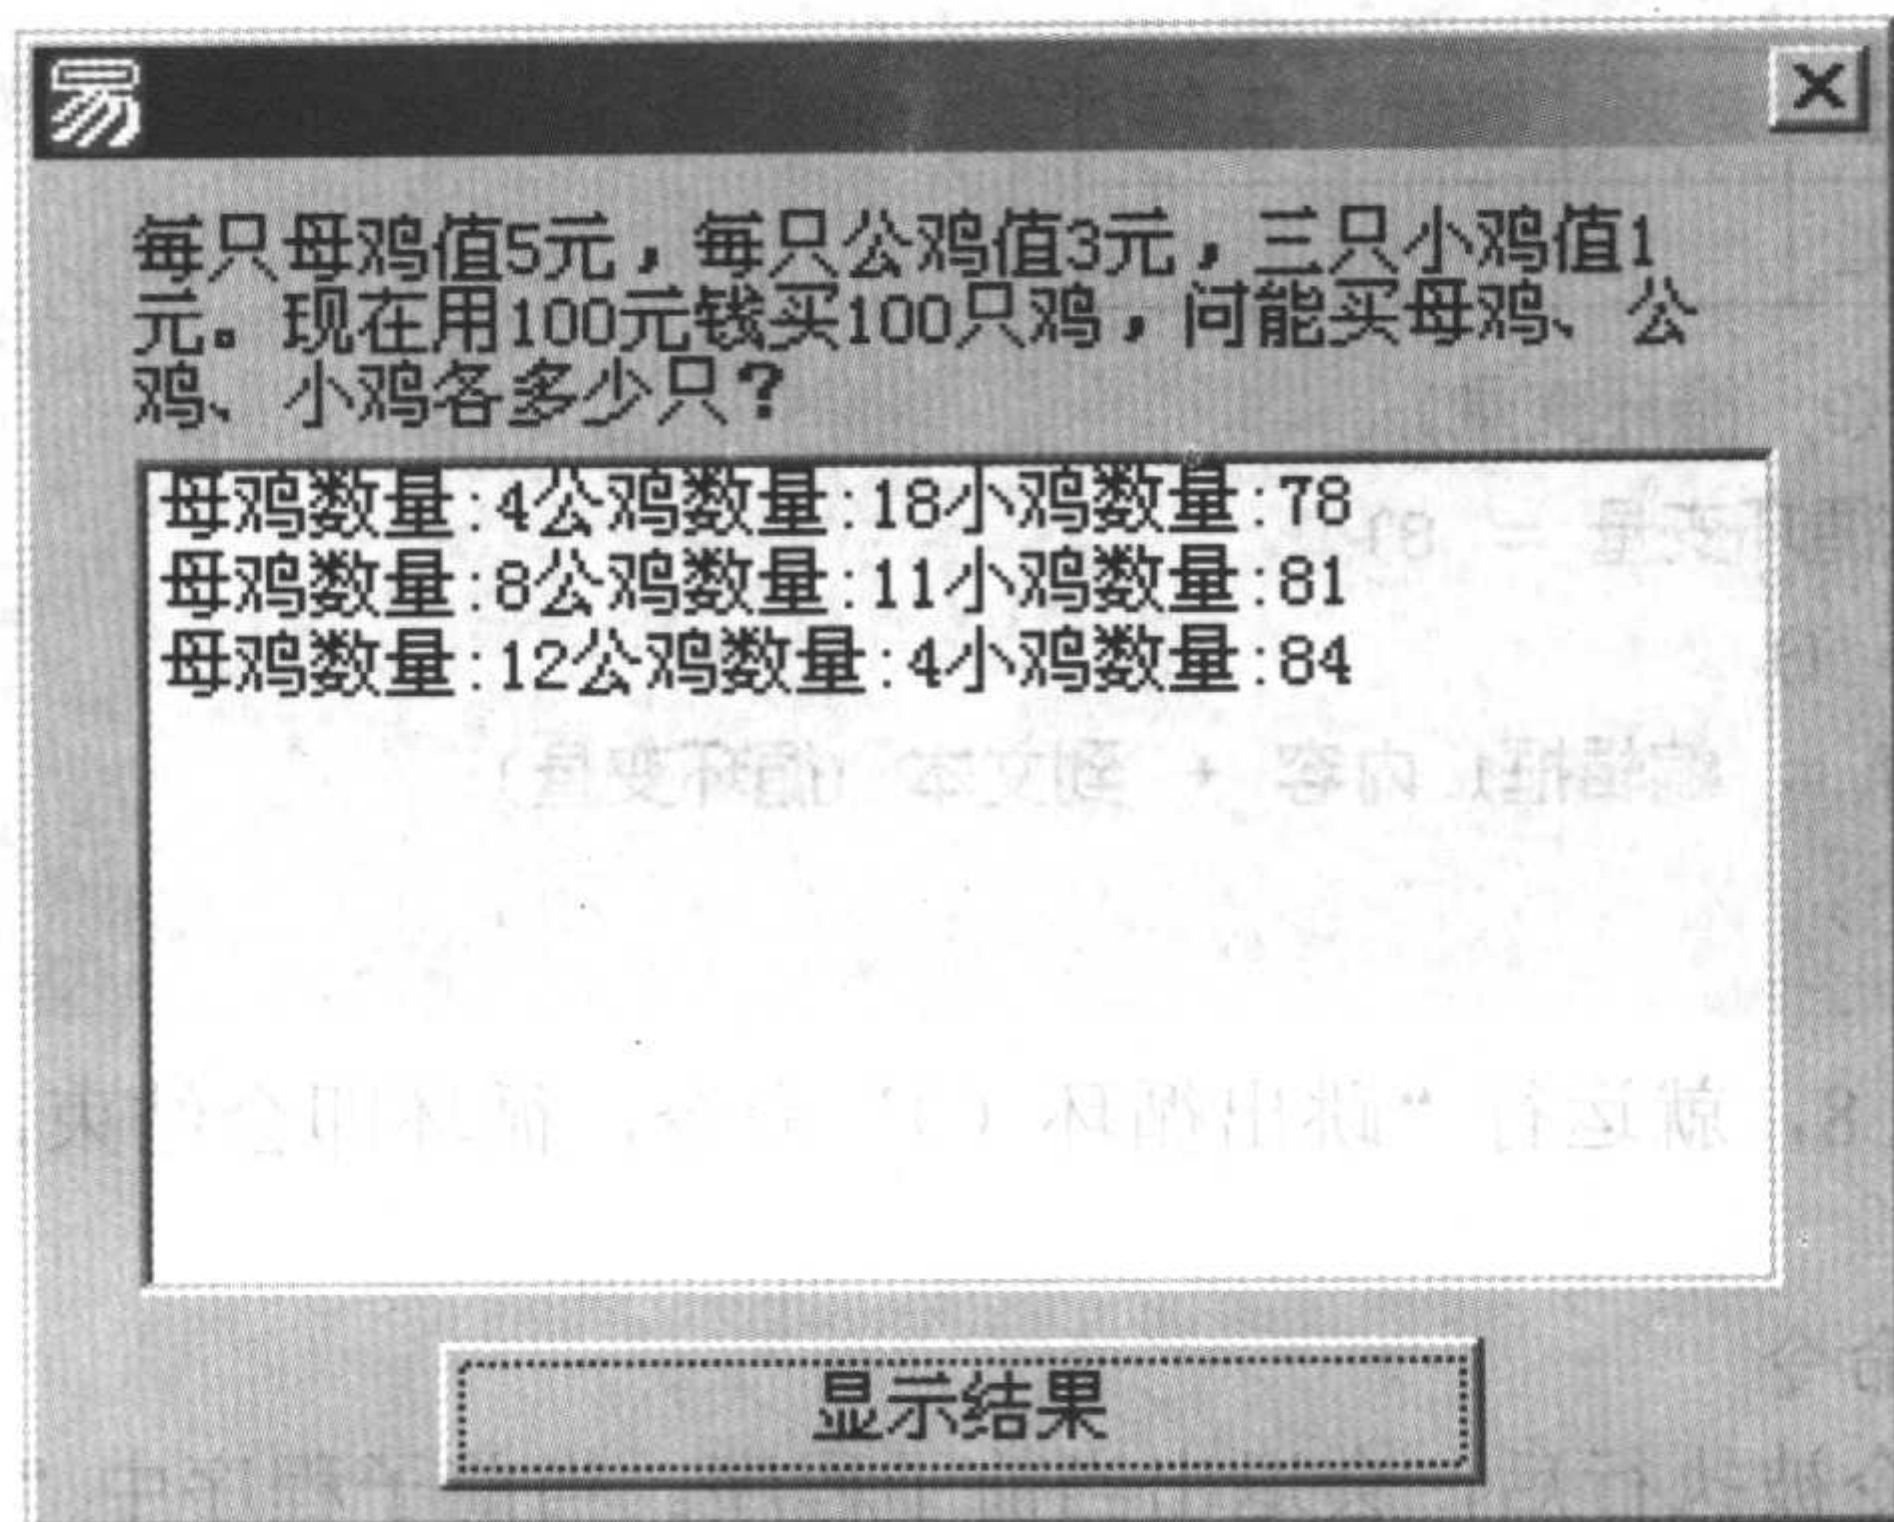 易
每只母鸡值5元，每只公鸡值3元，三只小鸡值1
元。现在用100元钱买100只鸡，问能买母鸡、公
鸡、小鸡各多少只？
母鸡数量:4公鸡数量:18小鸡数量:78
母鸡数量:8公鸡数量:11小鸡数量:81
母鸡数量:12公鸡数量:4小鸡数量:84
显示结果